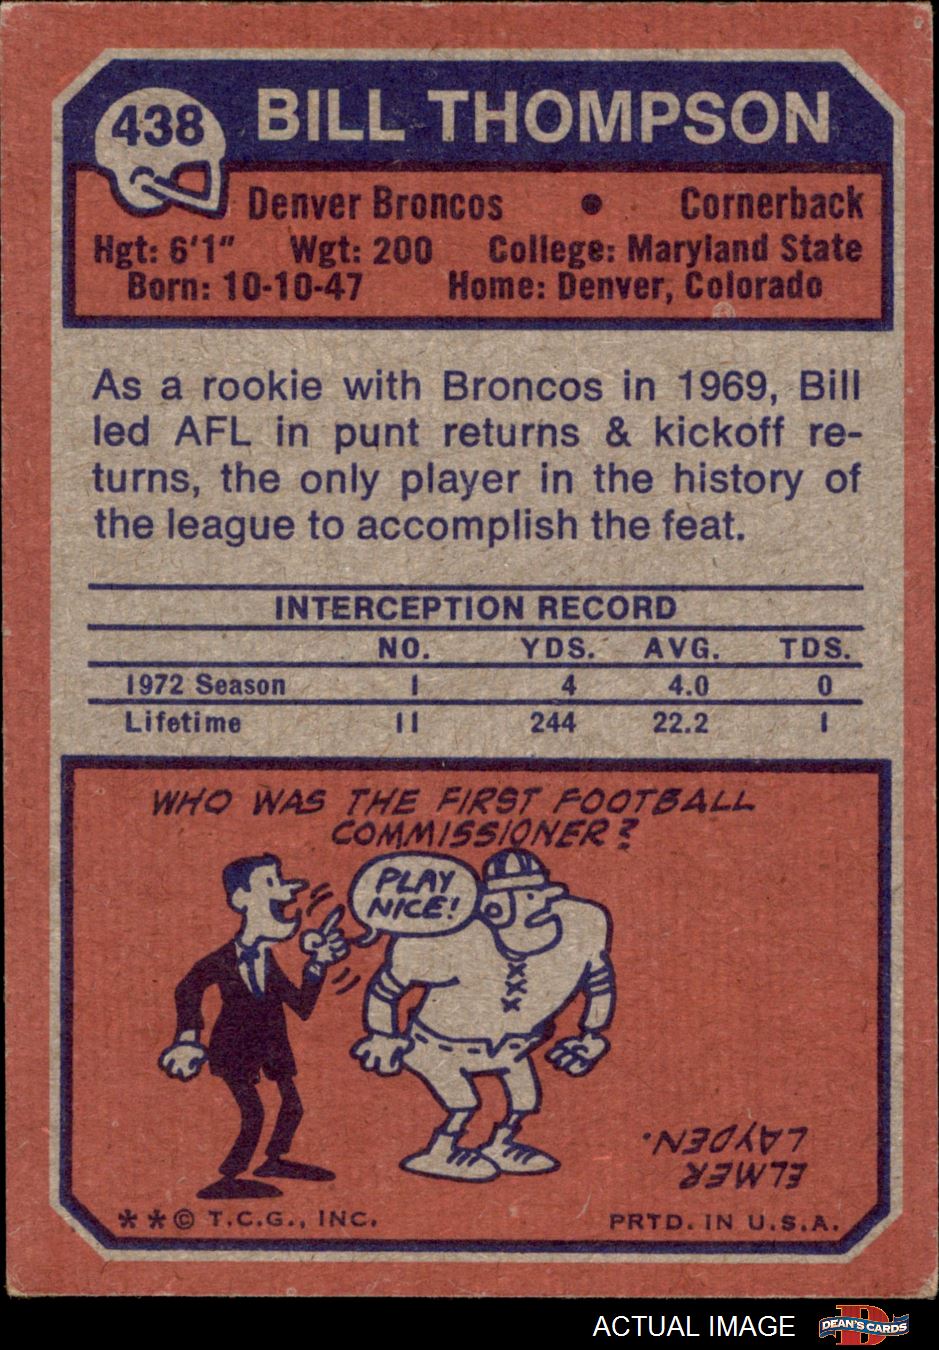 438 BILL THOMPSON
Denver Broncos • Cornerback
Hgt: 6'1" Wgt: 200 College: Maryland State
Born: 10-10-47 Home: Denver, Colorado
As a rookie with Broncos in 1969, Bill
led AFL in punt returns & kickoff re-
turns, the only player in the history of
the league to accomplish the feat.
INTERCEPTION RECORD
NO. YDS. AVG. TDS.
1972 Season 1 4 4.0 0
Lifetime 11 244 22.2 1
WHO WAS THE FIRST FOOTBALL
COMMISSIONER?
PLAY
NICE!
ELMER
LAYDEN.
**© T.C.G., INC. PRTD. IN U.S.A.
ACTUAL IMAGE
D
DEAN'S CARDS